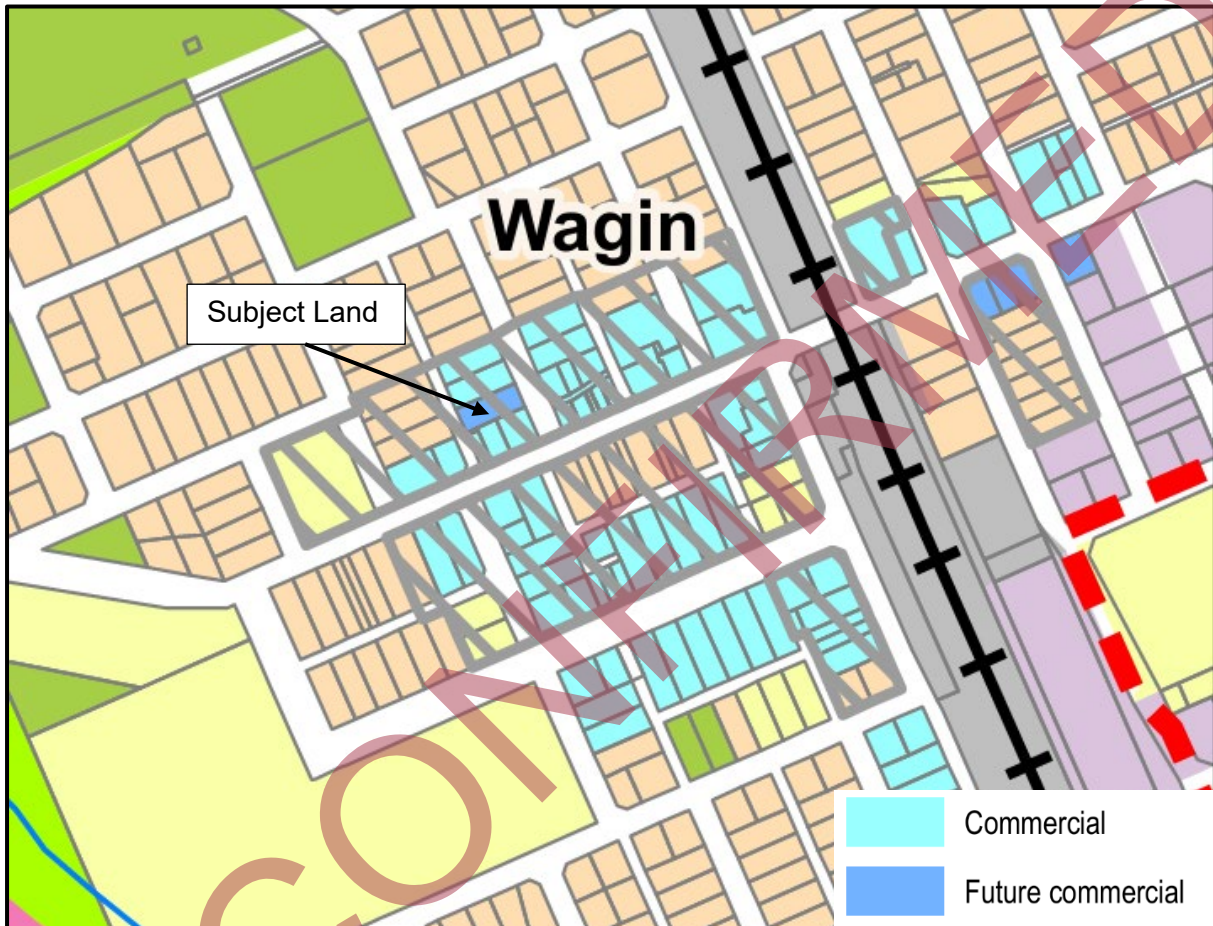 Wagin
Subject Land
Commercial
Future commercial
CONFIRMED